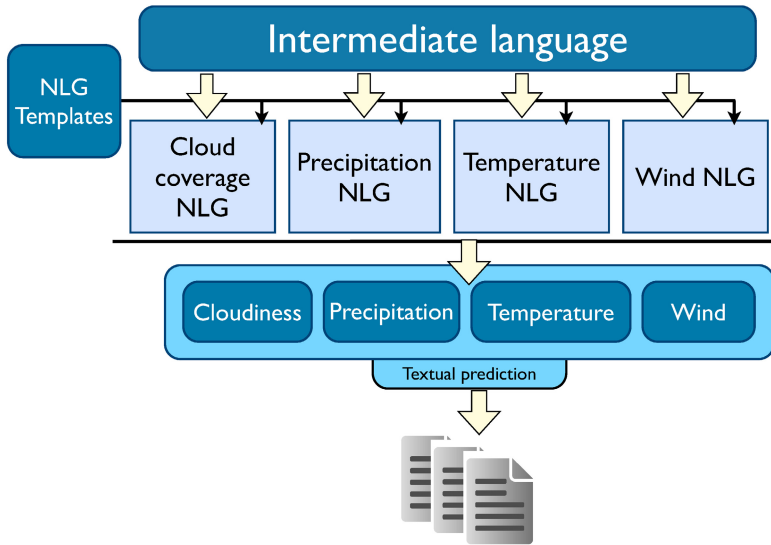 Intermediate language
NLG
Templates
Cloud
coverage
NLG
Precipitation
NLG
Temperature
NLG
Wind NLG
Cloudiness
Precipitation
Temperature
Wind
Textual prediction